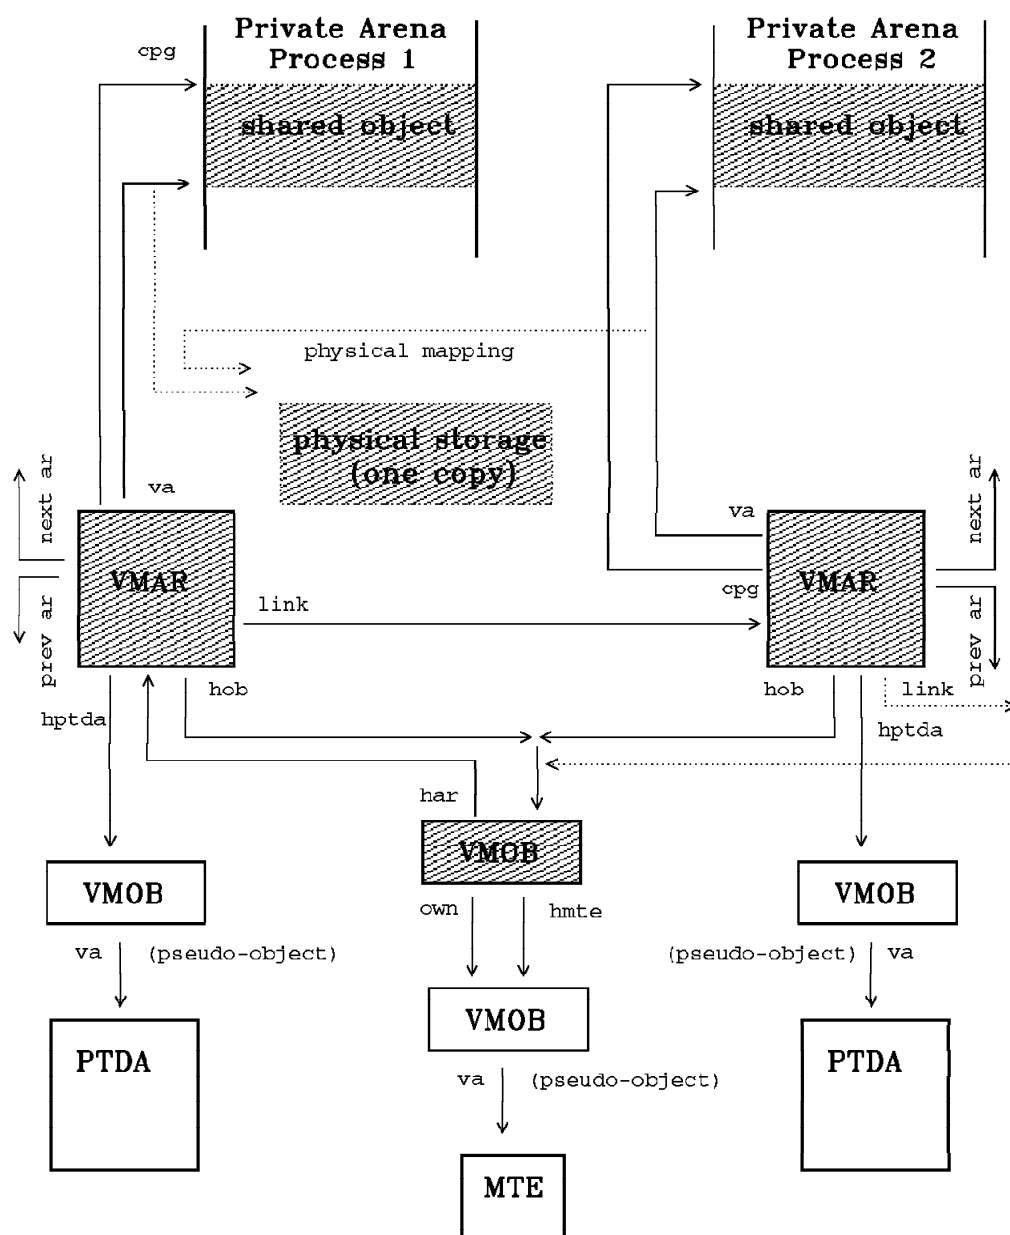 Private Arena
Process 1
Private Arena
Process 2
cpg
shared object
shared object
physical mapping
physical storage
(one copy)
next ar
va
va
next ar
VMAR
VMAR
cpg
link
prev ar
prev ar
hob
hob
link
hptda
hptda
har
VMOB
VMOB
VMOB
own
hmte
va
(pseudo-object)
(pseudo-object)
va
VMOB
PTDA
PTDA
va
(pseudo-object)
MTE